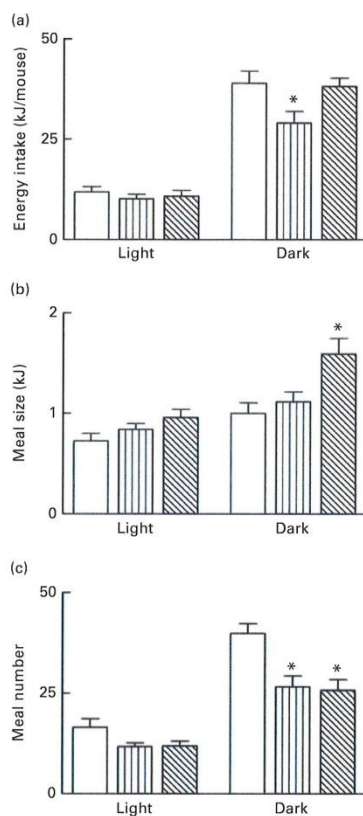 (a)
50
25
0
Energy intake (kJ/mouse)
*
Light Dark
(b)
2
1
0
Meal size (kJ)
*
Light Dark
(c)
50
25
0
Meal number
* *
Light Dark